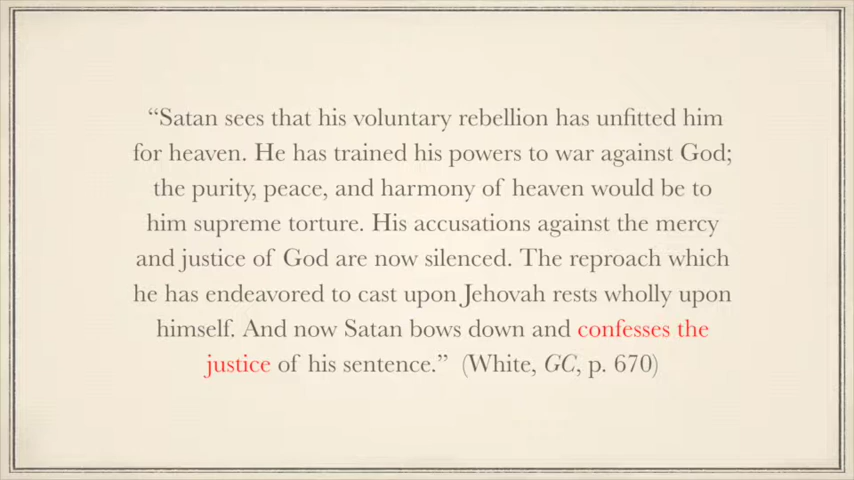 “Satan sees that his voluntary rebellion has unfitted him
for heaven. He has trained his powers to war against God;
the purity, peace, and harmony of heaven would be to
him supreme torture. His accusations against the mercy
and justice of God are now silenced. The reproach which
he has endeavored to cast upon Jehovah rests wholly upon
himself. And now Satan bows down and confesses the
justice of his sentence.” (White, GC, p. 670)